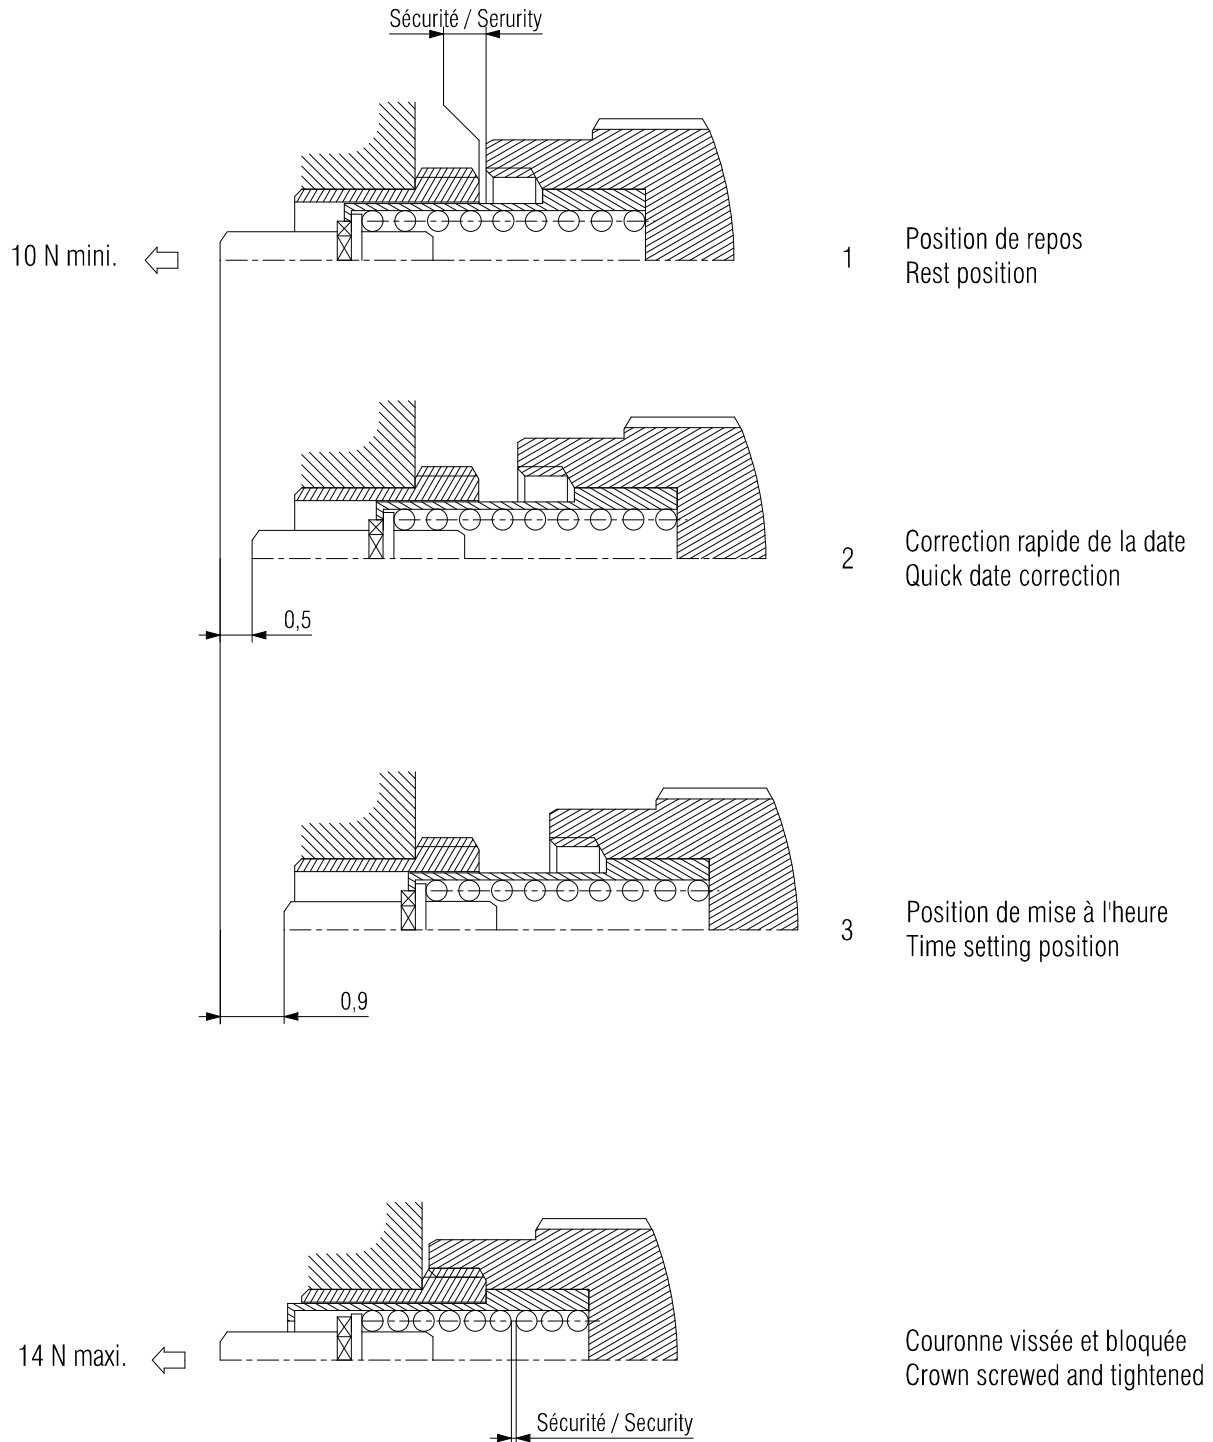 Sécurité / Serurity
10 N mini.
1
Position de repos
Rest position
2
Correction rapide de la date
Quick date correction
0,5
3
Position de mise à l'heure
Time setting position
0,9
14 N maxi.
Couronne vissée et bloquée
Crown screwed and tightened
Sécurité / Security